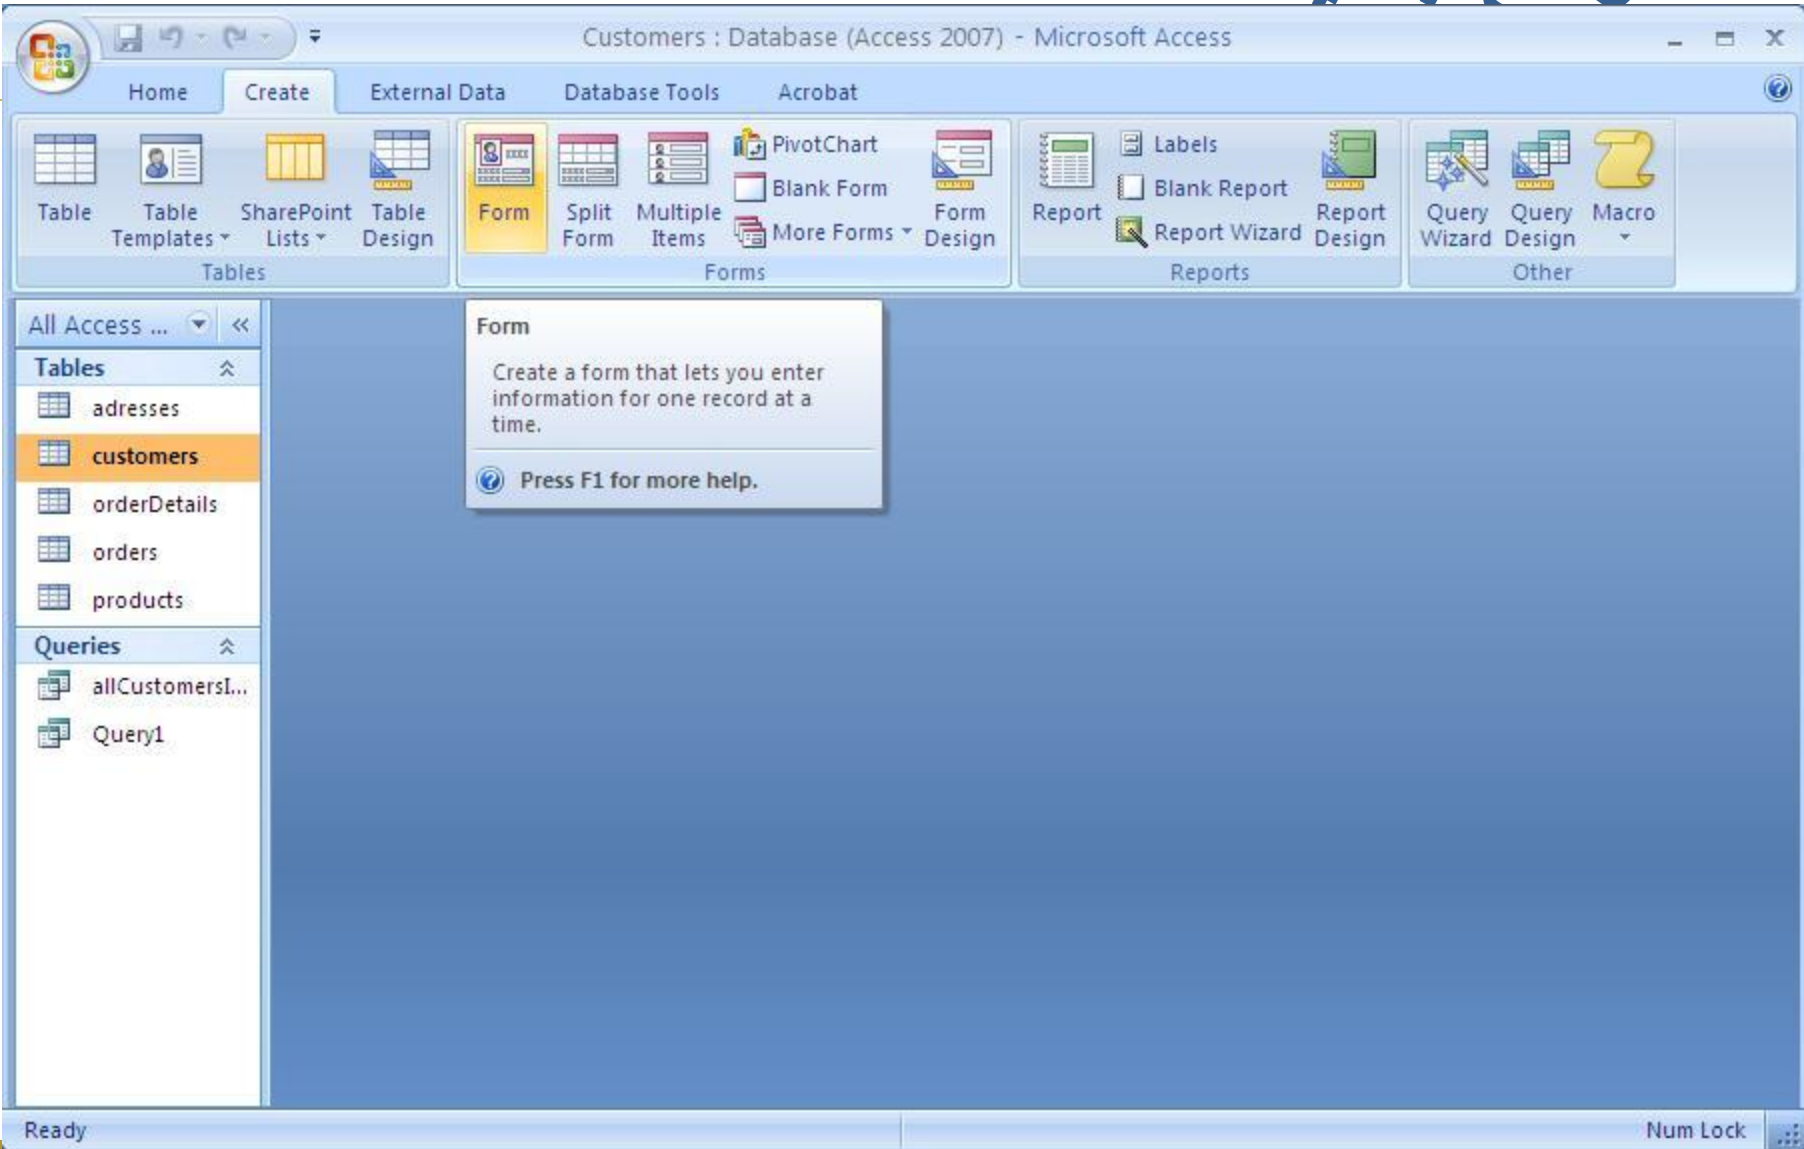 Customers : Database (Access 2007) - Microsoft Access
Home Create External Data Database Tools Acrobat
Table
Table
Templates
SharePoint
Lists
Table
Design
Tables
Form
Split
Form
Multiple
Items
PivotChart
Blank Form
More Forms
Form
Design
Forms
Report
Labels
Blank Report
Report Wizard
Report
Design
Reports
Query
Wizard
Query
Design
Macro
Other
All Access ...
Tables
adresses
customers
orderDetails
orders
products
Queries
allCustomersI...
Query1
Form
Create a form that lets you enter
information for one record at a
time.
Press F1 for more help.
Ready
Num Lock